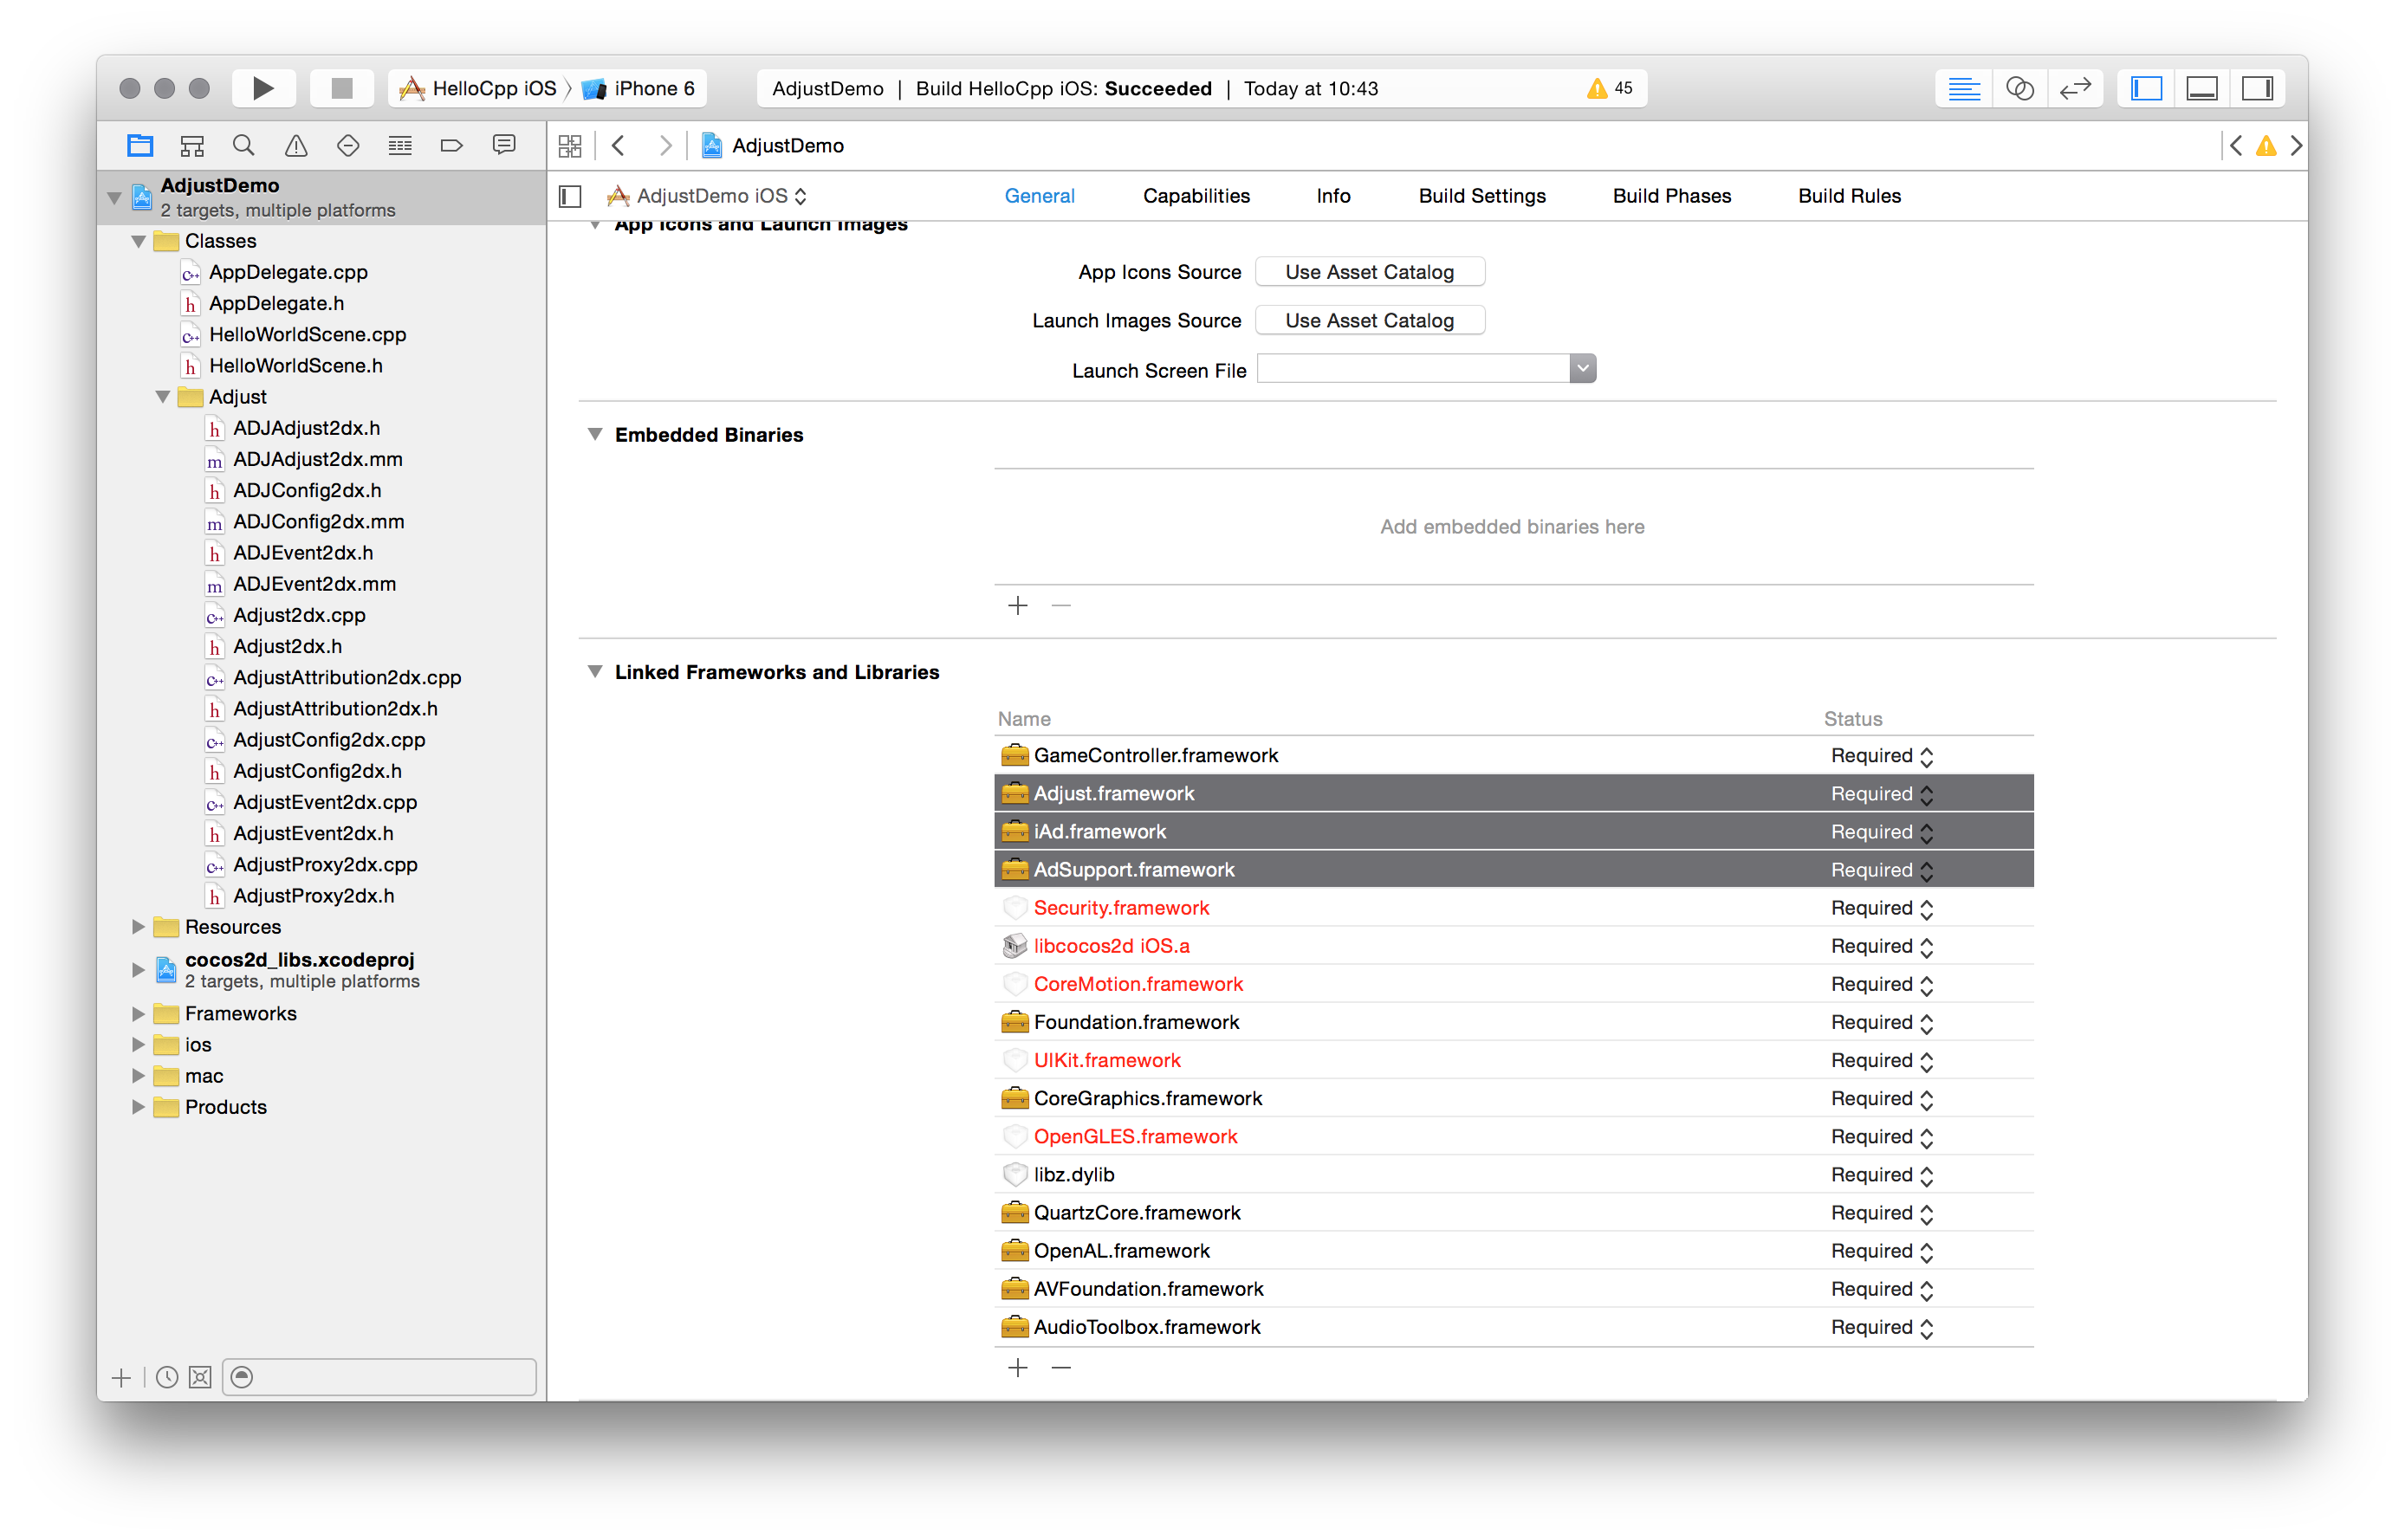 HelloCpp iOS iPhone 6
AdjustDemo | Build HelloCpp iOS: Succeeded | Today at 10:43 45
AdjustDemo
AdjustDemo
2 targets, multiple platforms
Classes
C++ AppDelegate.cpp
h AppDelegate.h
C++ HelloWorldScene.cpp
h HelloWorldScene.h
Adjust
h ADJAdjust2dx.h
m ADJAdjust2dx.mm
h ADJConfig2dx.h
m ADJConfig2dx.mm
h ADJEvent2dx.h
m ADJEvent2dx.mm
C++ Adjust2dx.cpp
h Adjust2dx.h
C++ AdjustAttribution2dx.cpp
h AdjustAttribution2dx.h
C++ AdjustConfig2dx.cpp
h AdjustConfig2dx.h
C++ AdjustEvent2dx.cpp
h AdjustEvent2dx.h
C++ AdjustProxy2dx.cpp
h AdjustProxy2dx.h
Resources
cocos2d_libs.xcodeproj
2 targets, multiple platforms
Frameworks
ios
mac
Products
AdjustDemo iOS General Capabilities Info Build Settings Build Phases Build Rules
App Icons and Launch Images
App Icons Source Use Asset Catalog
Launch Images Source Use Asset Catalog
Launch Screen File
Embedded Binaries
Add embedded binaries here
Linked Frameworks and Libraries
Name Status
GameController.framework Required
Adjust.framework Required
iAd.framework Required
AdSupport.framework Required
Security.framework Required
libcocos2d iOS.a Required
CoreMotion.framework Required
Foundation.framework Required
UIKit.framework Required
CoreGraphics.framework Required
OpenGLES.framework Required
libz.dylib Required
QuartzCore.framework Required
OpenAL.framework Required
AVFoundation.framework Required
AudioToolbox.framework Required